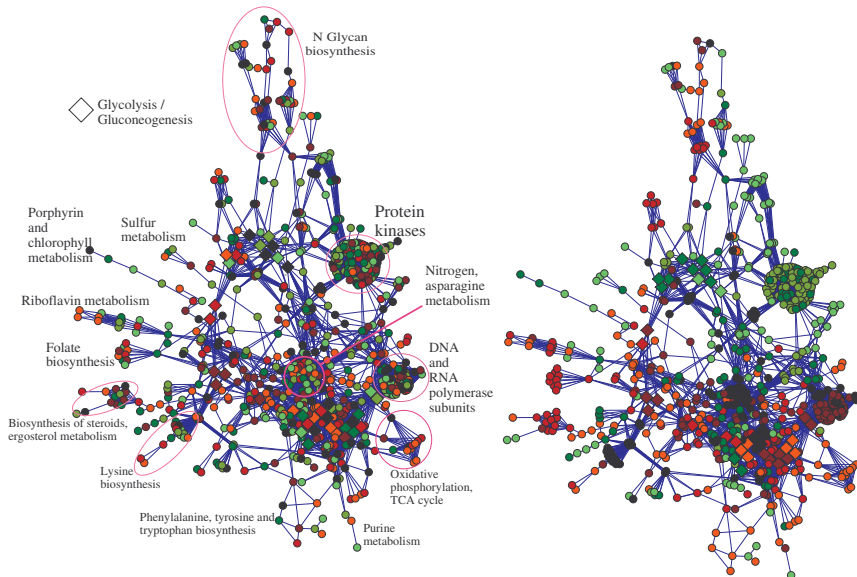 N Glycan
biosynthesis
Glycolysis /
Gluconeogenesis
Porphyrin
and
chlorophyll
metabolism
Sulfur
metabolism
Protein
kinases
Nitrogen,
asparagine
metabolism
Riboflavin metabolism
Folate
biosynthesis
DNA
and
RNA
polymerase
subunits
Biosynthesis of steroids,
ergosterol metabolism
Lysine
biosynthesis
Oxidative
phosphorylation,
TCA cycle
Phenylalanine, tyrosine and
tryptophan biosynthesis
Purine
metabolism